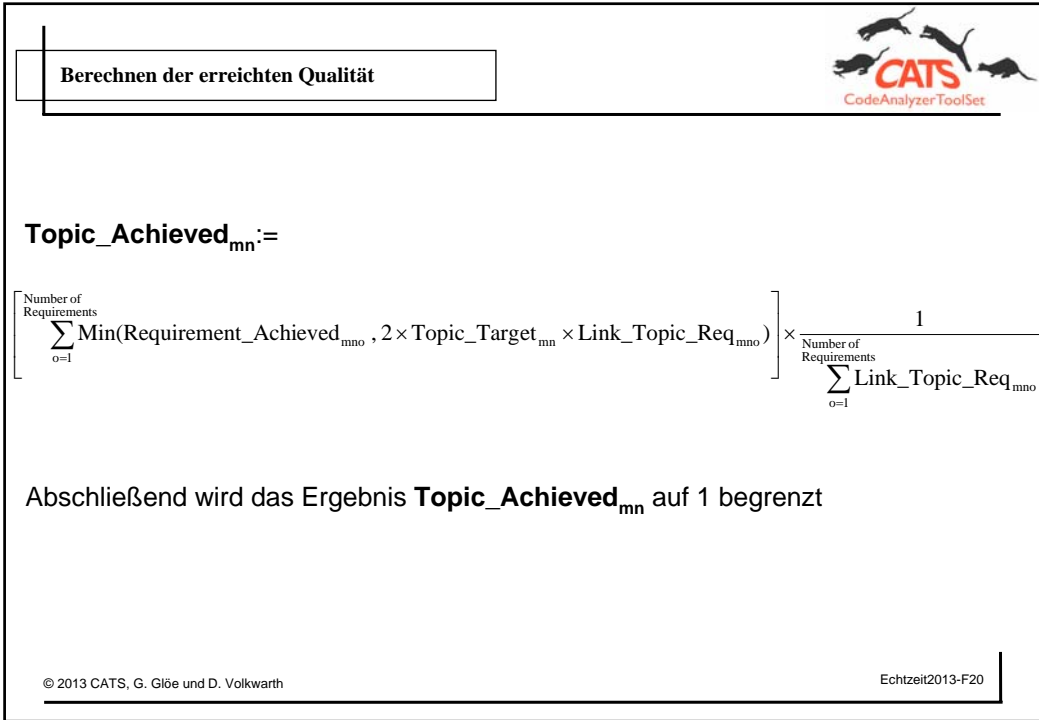 Berechnen der erreichten Qualität
CATS
CodeAnalyzerToolSet
Topic_Achieved_mn:=
[ Number of Requirements ∑ o=1 Min(Requirement_Achieved_mno , 2 × Topic_Target_mn × Link_Topic_Req_mno ) ] × 1 / Number of Requirements ∑ o=1 Link_Topic_Req_mno
Abschließend wird das Ergebnis Topic_Achieved_mn auf 1 begrenzt
© 2013 CATS, G. Glöe und D. Volkwarth
Echtzeit2013-F20